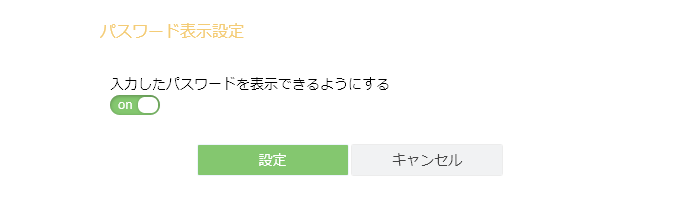 パスワード表示設定
入力したパスワードを表示できるようにする
on
設定 キャンセル